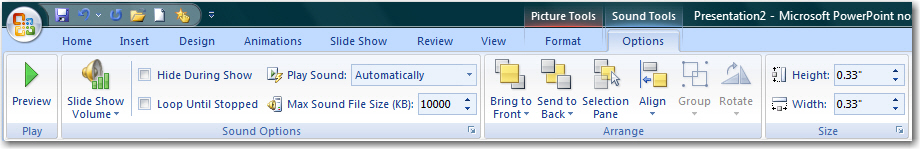 Picture Tools Sound Tools Presentation2 - Microsoft PowerPoint no
Home Insert Design Animations Slide Show Review View Format Options
Preview
Slide Show Volume
Hide During Show
Loop Until Stopped
Play Sound: Automatically
Max Sound File Size (KB): 10000
Bring to Front
Send to Back
Selection Pane
Align
Group
Rotate
Height: 0.33"
Width: 0.33"
Play Sound Options Arrange Size